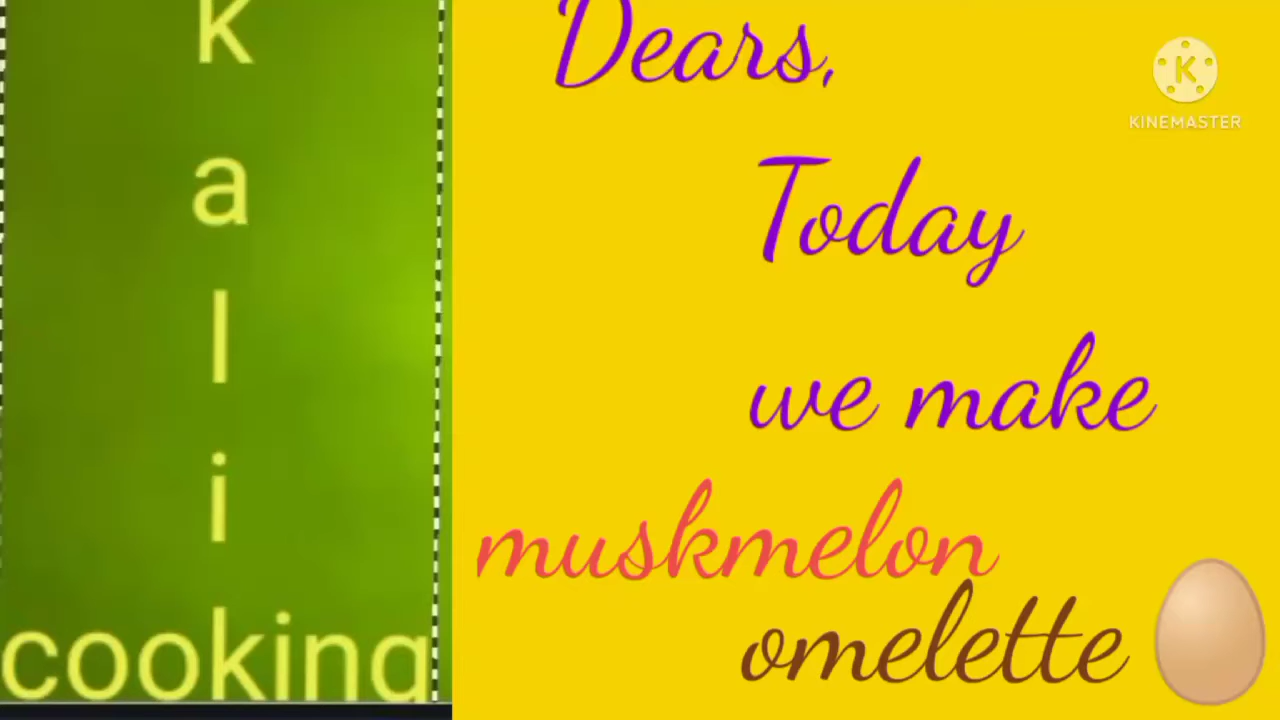 K
a
l
i
cooking
Dears,
Today
we make
muskmelon
omelette
K
KINEMASTER